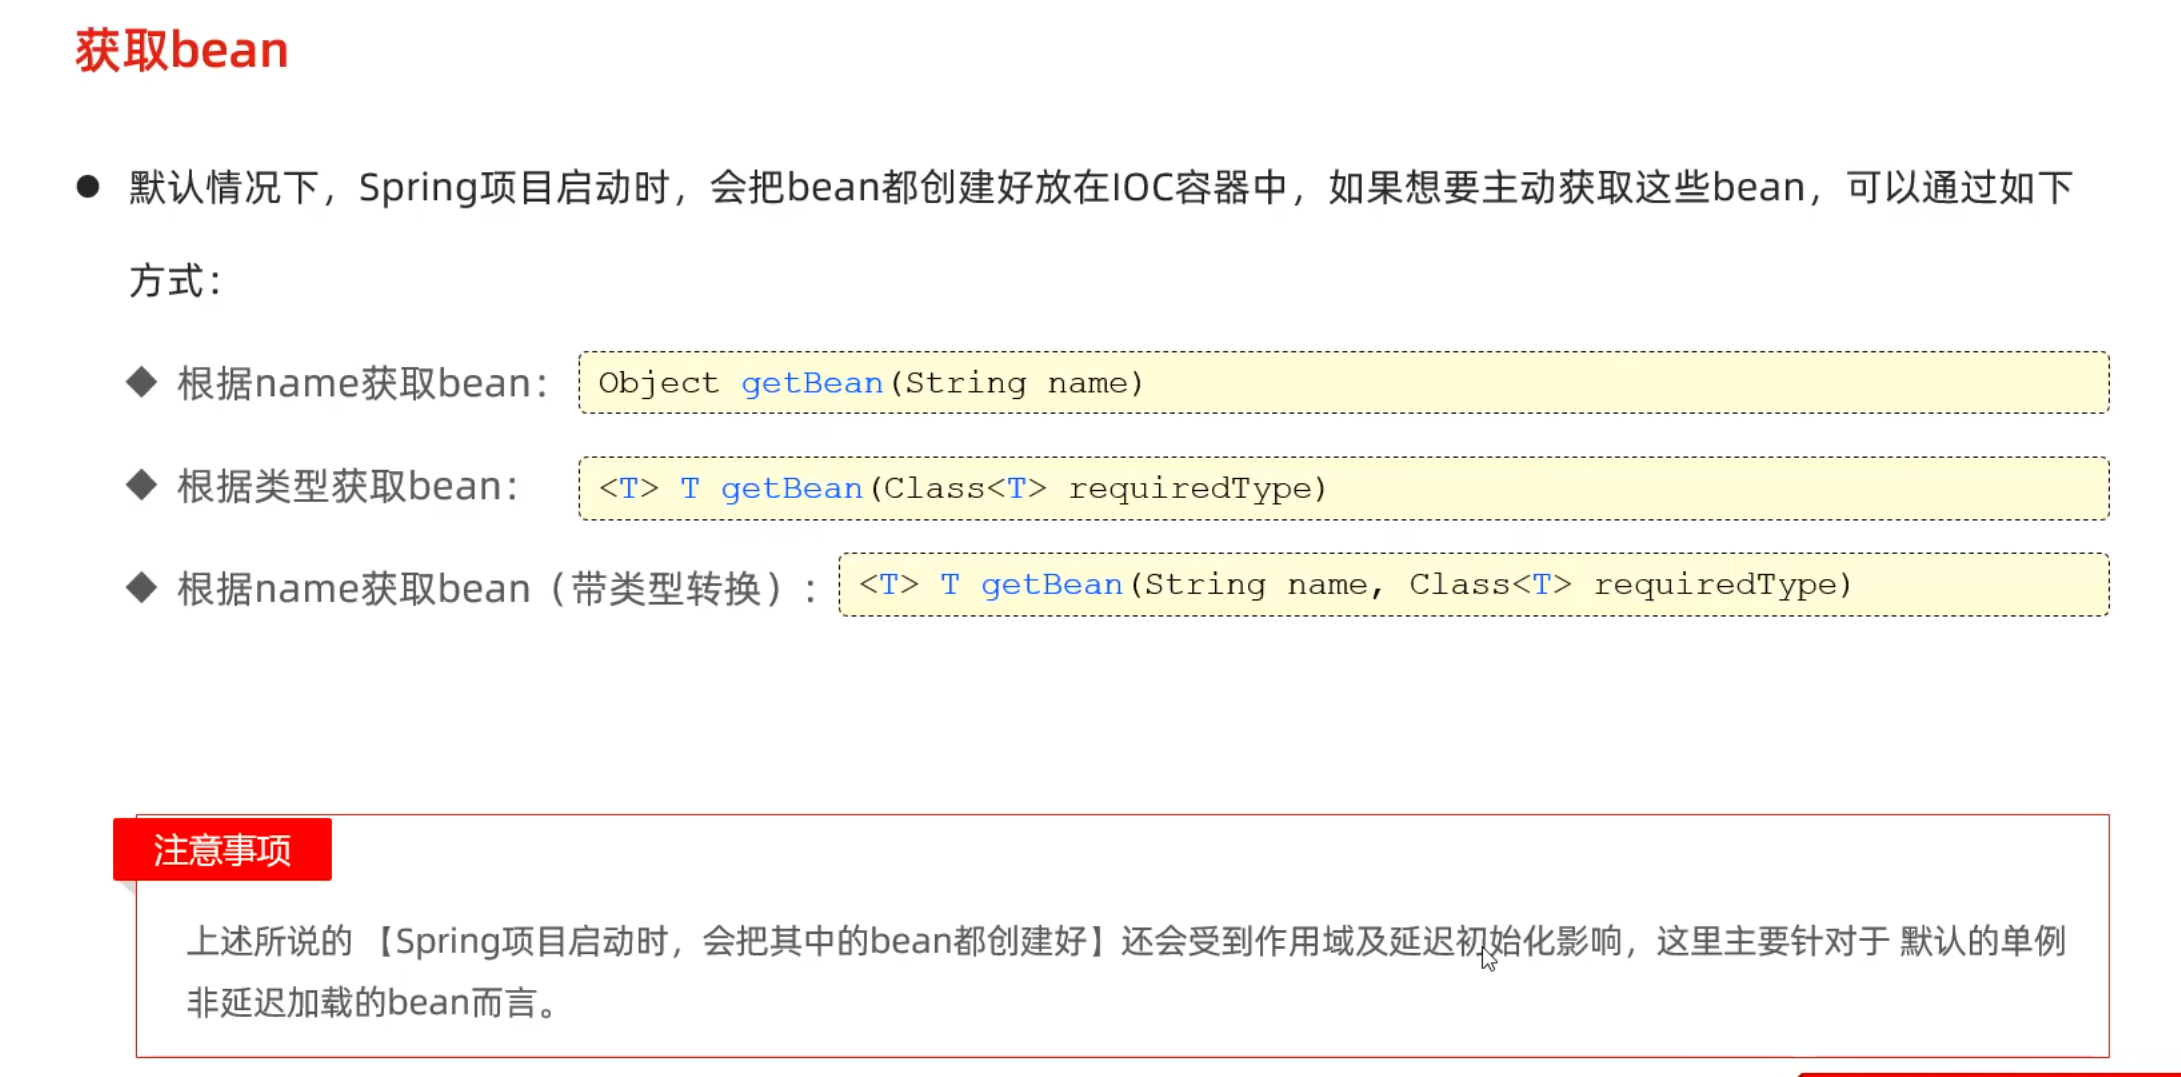 获取bean
● 默认情况下，Spring项目启动时，会把bean都创建好放在IOC容器中，如果想要主动获取这些bean，可以通过如下
方式：
◆ 根据name获取bean： Object getBean(String name)
◆ 根据类型获取bean： <T> T getBean(Class<T> requiredType)
◆ 根据name获取bean（带类型转换）： <T> T getBean(String name, Class<T> requiredType)
注意事项
上述所说的 【Spring项目启动时，会把其中的bean都创建好】还会受到作用域及延迟初始化影响，这里主要针对于 默认的单例
非延迟加载的bean而言。